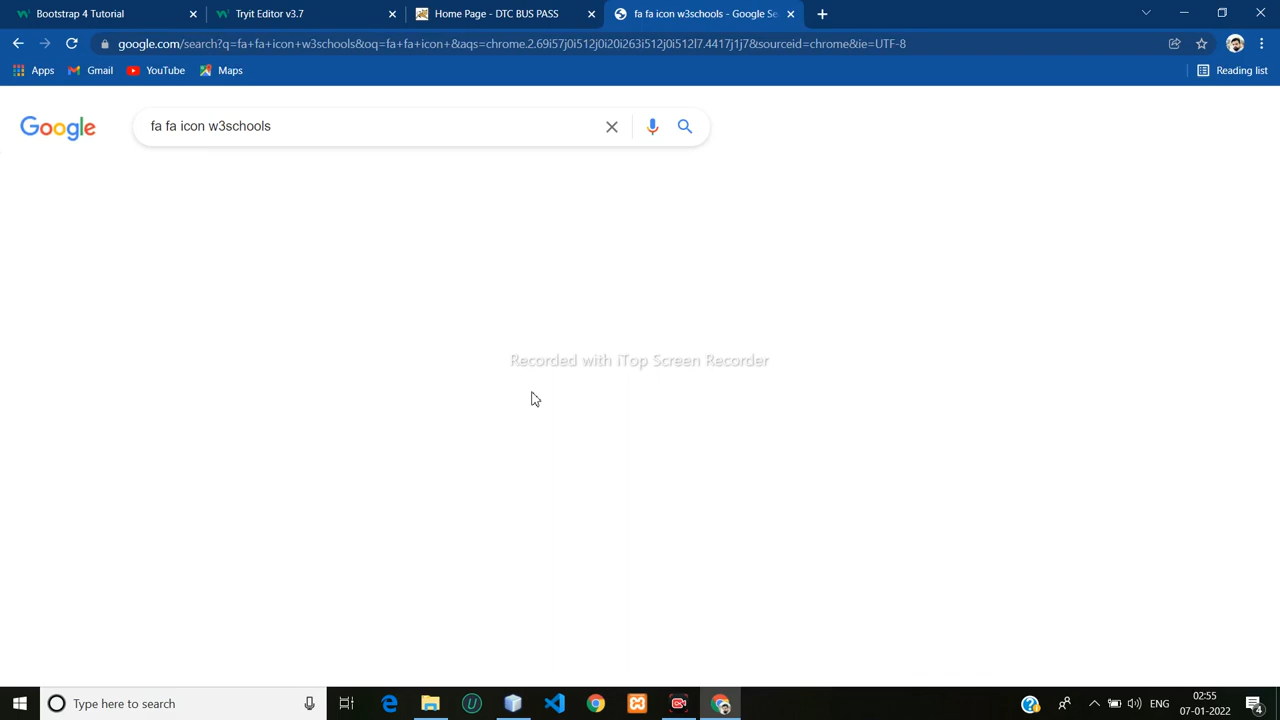 Bootstrap 4 Tutorial
Tryit Editor v3.7
Home Page - DTC BUS PASS
fa fa icon w3schools - Google Se
google.com/search?q=fa+fa+icon+w3schools&oq=fa+fa+icon+&aqs=chrome.2.69i57j0i512j0i20i263i512j0i512l7.4417j1j7&sourceid=chrome&ie=UTF-8
Apps
Gmail
YouTube
Maps
Reading list
Google
fa fa icon w3schools
Recorded with iTop Screen Recorder
Type here to search
ENG
02:55
07-01-2022
4